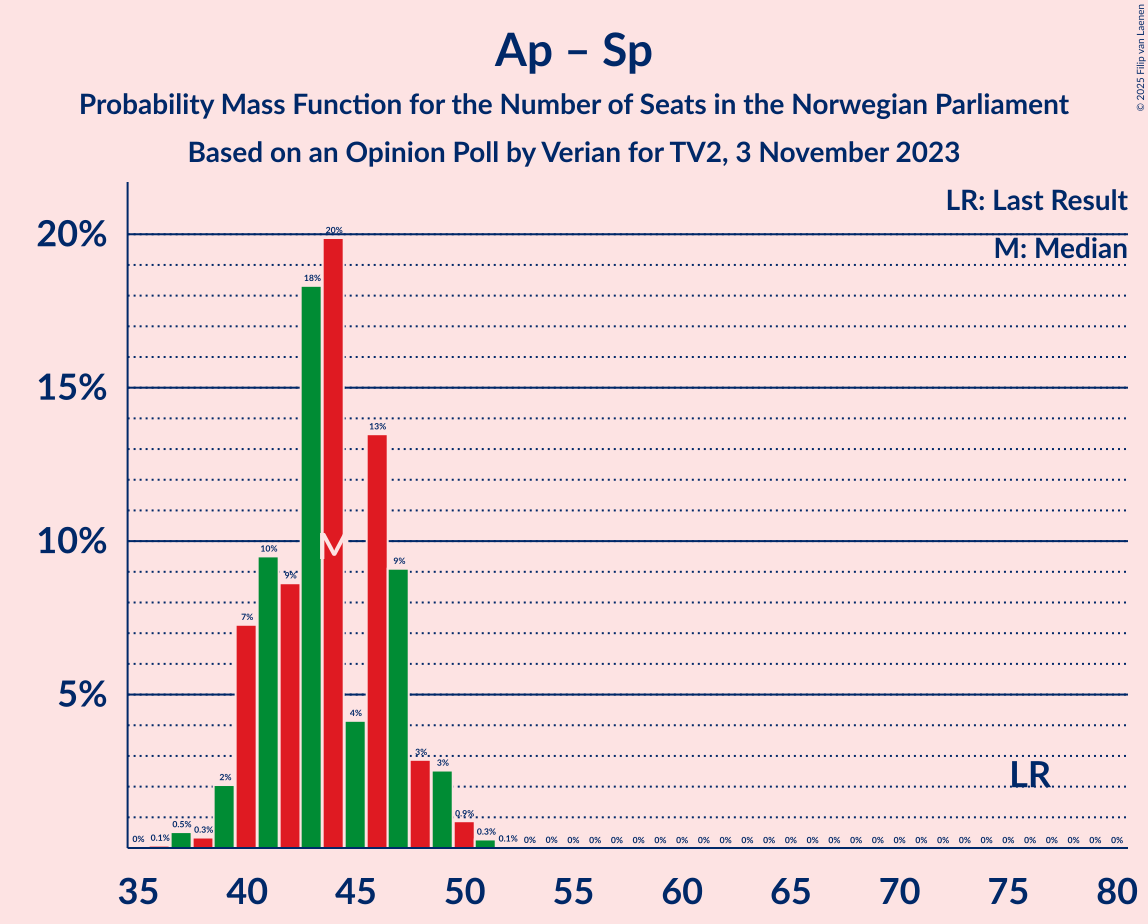 Ap – Sp
Probability Mass Function for the Number of Seats in the Norwegian Parliament
Based on an Opinion Poll by Verian for TV2, 3 November 2023
© 2025 Filip van Laenen
LR: Last Result
M: Median
20%
15%
10%
5%
0% 0.1% 0.5% 0.3% 2% 7% 10% 9% 18% 20% 4% 13% 9% 3% 3% 0.9% 0.3% 0.1% 0% 0% 0% 0% 0% 0% 0% 0% 0% 0% 0% 0% 0% 0% 0% 0% 0% 0% 0% 0% 0% 0% 0% 0% 0% 0% 0% 0%
M
LR
35 40 45 50 55 60 65 70 75 80